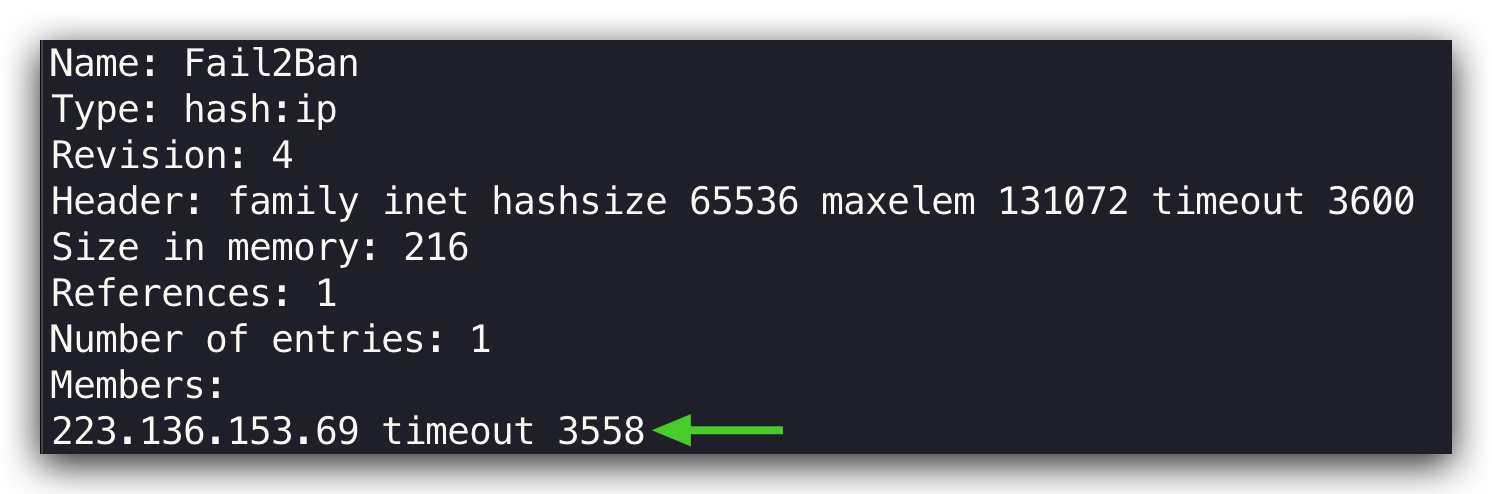 Name: Fail2Ban
Type: hash:ip
Revision: 4
Header: family inet hashsize 65536 maxelem 131072 timeout 3600
Size in memory: 216
References: 1
Number of entries: 1
Members:
223.136.153.69 timeout 3558